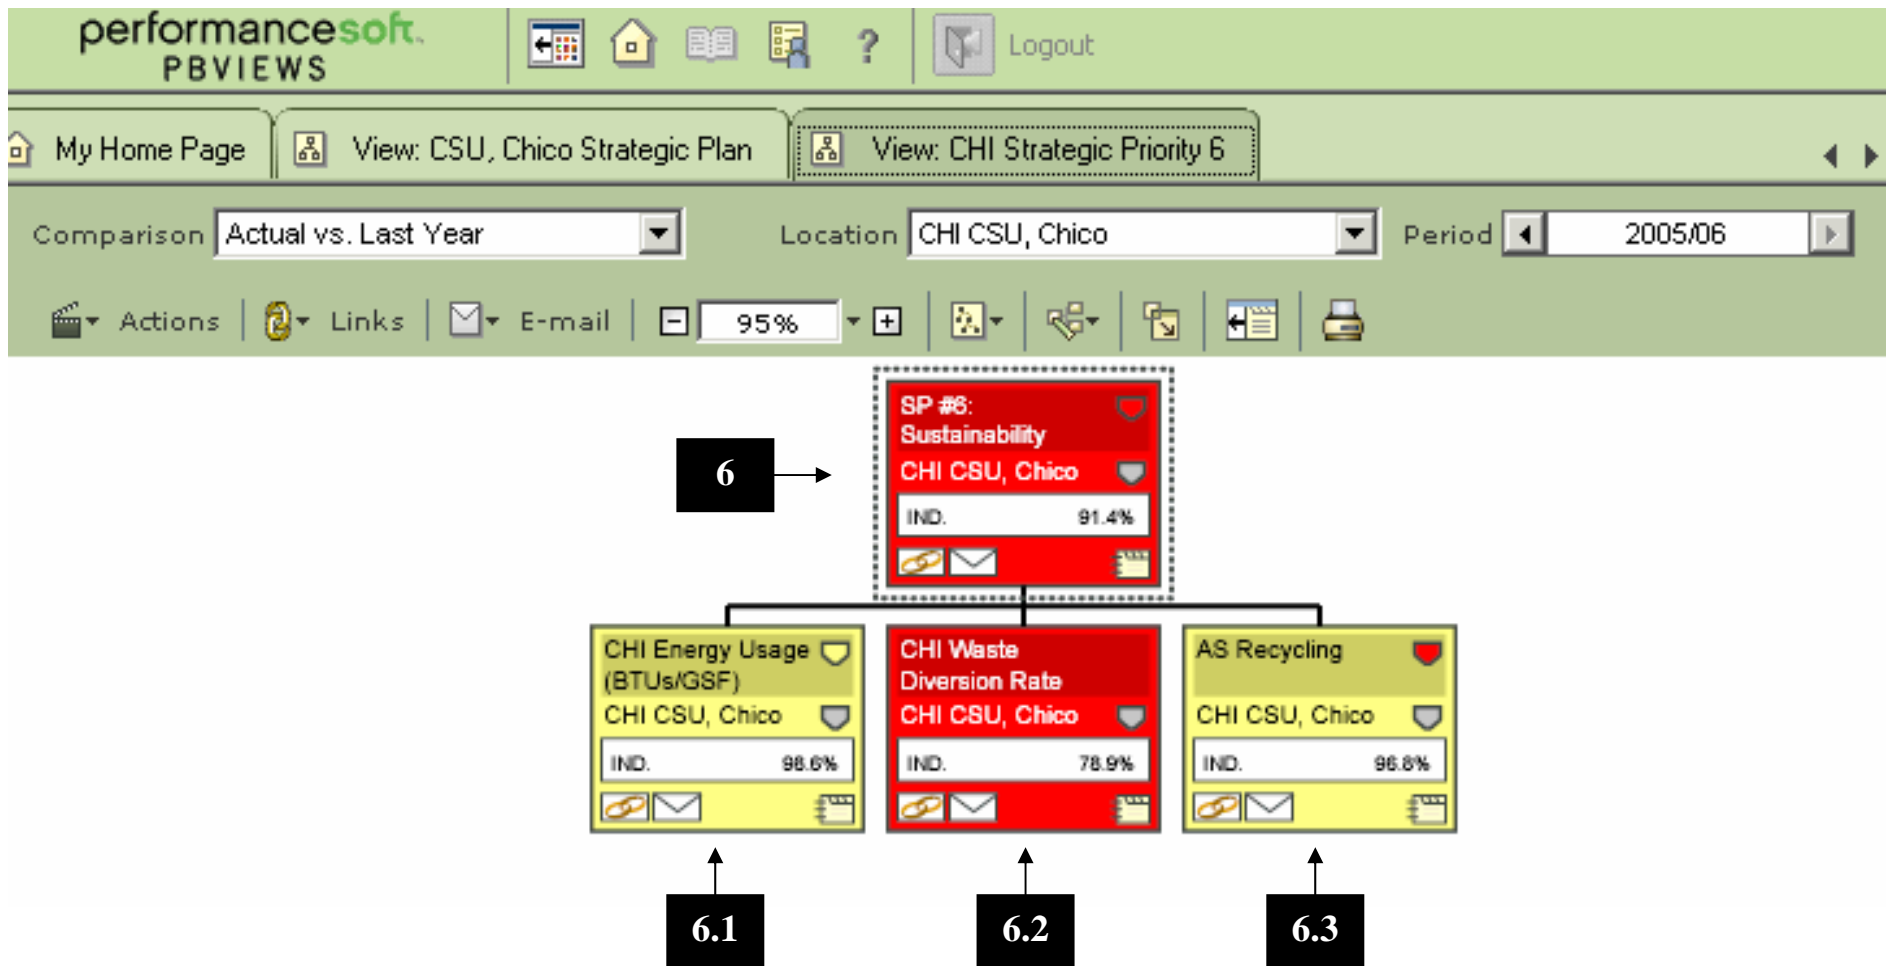 performancesoft™
PBVIEWS
? Logout
My Home Page View: CSU, Chico Strategic Plan View: CHI Strategic Priority 6
Comparison Actual vs. Last Year Location CHI CSU, Chico Period 2005/06
Actions Links E-mail 95%
SP #6:
Sustainability
CHI CSU, Chico
IND. 91.4%
6
CHI Energy Usage
(BTUs/GSF)
CHI CSU, Chico
IND. 98.6%
CHI Waste
Diversion Rate
CHI CSU, Chico
IND. 78.9%
AS Recycling
CHI CSU, Chico
IND. 96.8%
6.1 6.2 6.3